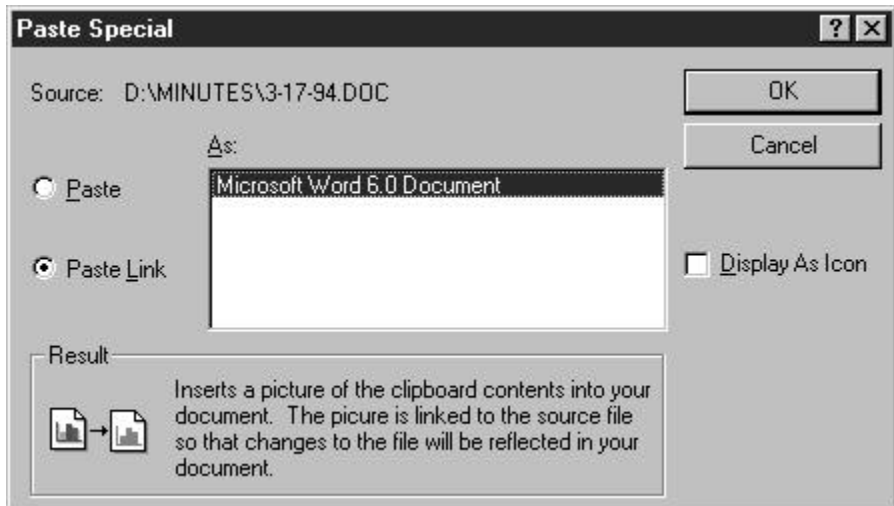 Paste Special
Source: D:\MINUTES\3-17-94.DOC
OK
As:
Cancel
Paste
Microsoft Word 6.0 Document
Paste Link
Display As Icon
Result
Inserts a picture of the clipboard contents into your
document. The picure is linked to the source file
so that changes to the file will be reflected in your
document.